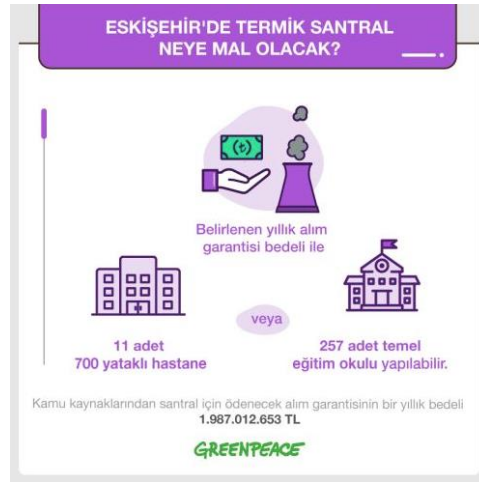 ESKİŞEHİR'DE TERMİK SANTRAL
NEYE MAL OLACAK?
Belirlenen yıllık alım
garantisi bedeli ile
11 adet
700 yataklı hastane
veya
257 adet temel
eğitim okulu yapılabilir.
Kamu kaynaklarından santral için ödenecek alım garantisinin bir yıllık bedeli
1.987.012.653 TL
GREENPEACE